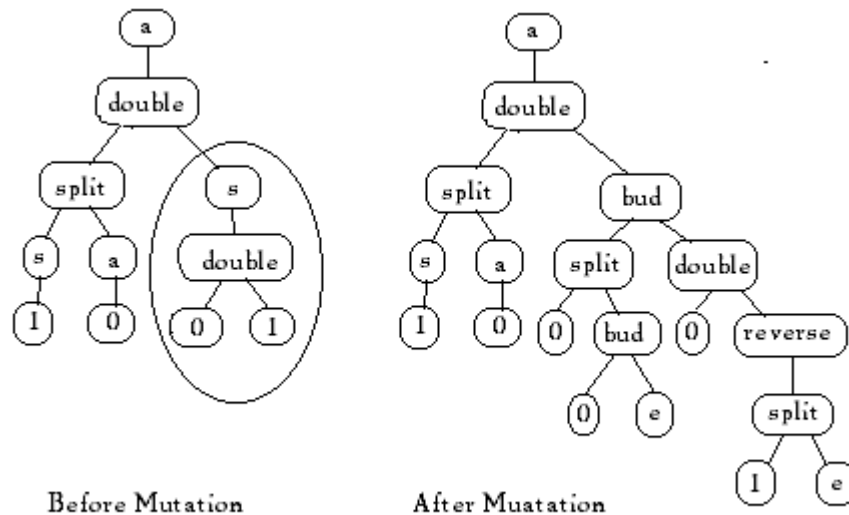 a a
double double
split s split bud
s a double s a split double
1 0 0 1 1 0 0 bud 0 reverse
0 e split
1 e
Before Mutation After Muatation